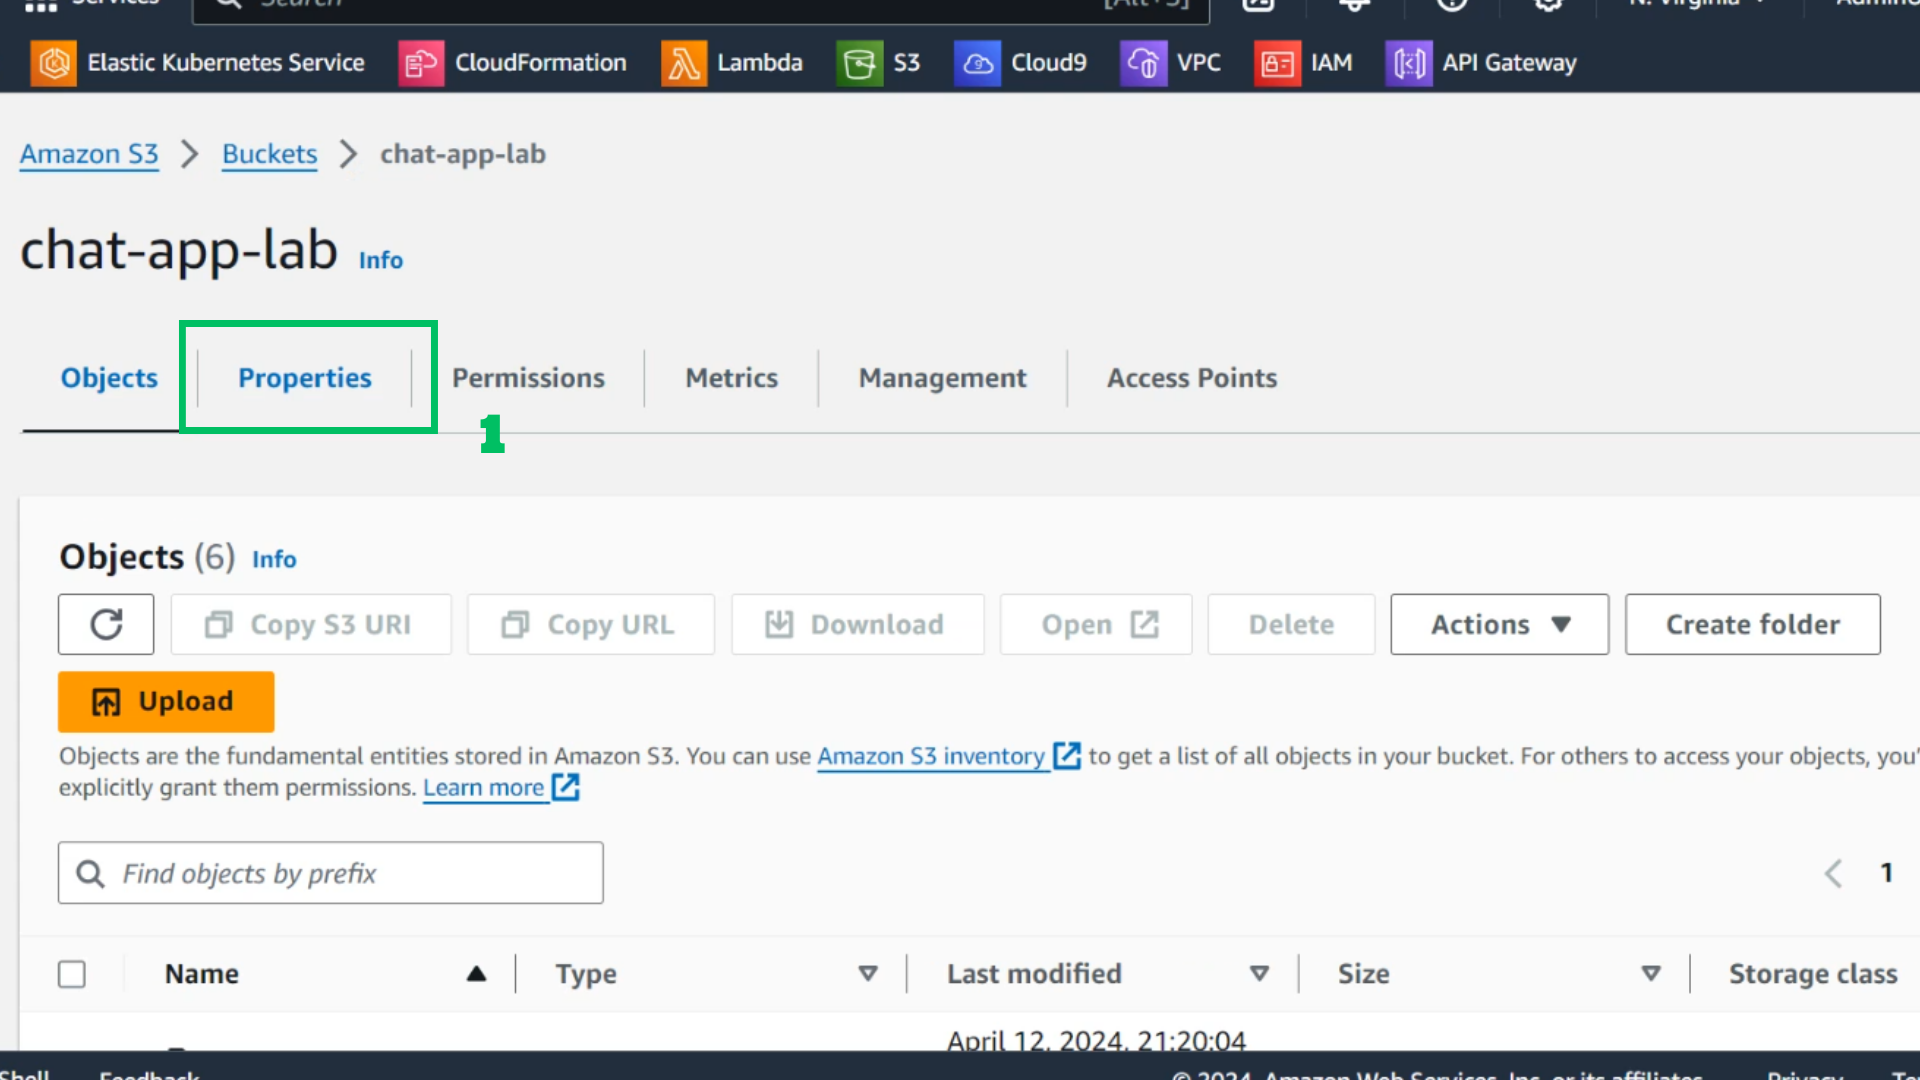 Services Search [Alt+S] N. Virginia
Elastic Kubernetes Service CloudFormation Lambda S3 Cloud9 VPC IAM API Gateway
Amazon S3 > Buckets > chat-app-lab
chat-app-lab Info
Objects Properties Permissions Metrics Management Access Points
1
Objects (6) Info
Copy S3 URI Copy URL Download Open Delete Actions Create folder
Upload
Objects are the fundamental entities stored in Amazon S3. You can use Amazon S3 inventory to get a list of all objects in your bucket. For others to access your objects, you'
explicitly grant them permissions. Learn more
Find objects by prefix
1
Name Type Last modified Size Storage class
April 12, 2024, 21:20:04
Shell Feedback © 2024, Amazon Web Services, Inc. or its affiliates. Privacy